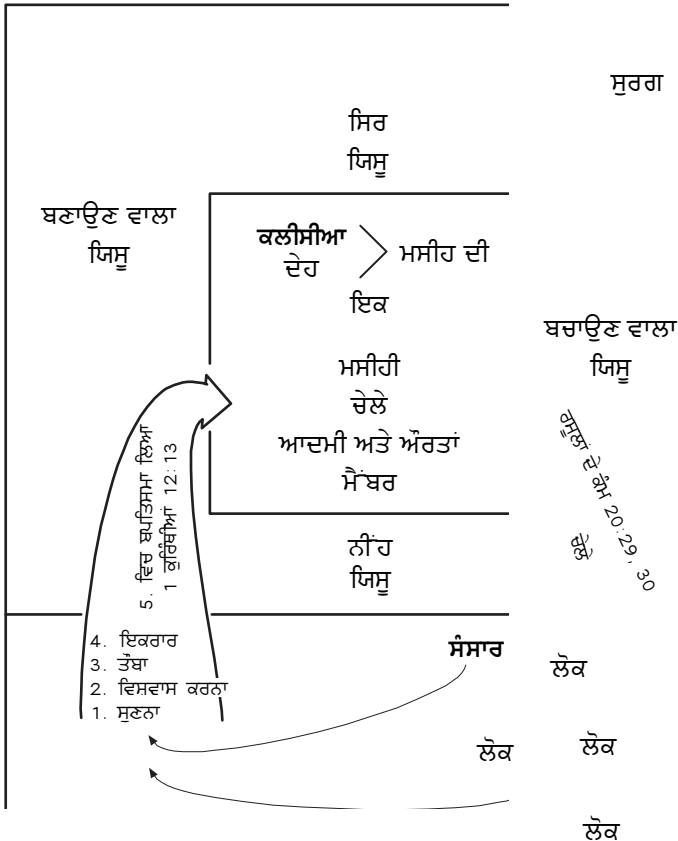 ਸੁਰਗ
ਸਿਰ
ਯਿਸੂ
ਬਣਾਉਣ ਵਾਲਾ
ਯਿਸੂ
ਕਲੀਸੀਆ
ਦੇਹ
ਮਸੀਹ ਦੀ
ਇਕ
ਮਸੀਹੀ
ਚੇਲੇ
ਆਦਮੀ ਅਤੇ ਔਰਤਾਂ
ਮੈਂਬਰ
ਬਚਾਉਣ ਵਾਲਾ
ਯਿਸੂ
ਰਸੂਲਾਂ ਦੇ ਕੰਮ 20:29, 30
ਚੇਲੇ
ਨੀਂਹ
ਯਿਸੂ
5. ਵਿਚ ਬਪਤਿਸਮਾ ਲਿਆ
1 ਕੁਰਿੰਥੀਆਂ 12:13
4. ਇਕਰਾਰ
3. ਤੌਬਾ
2. ਵਿਸ਼ਵਾਸ ਕਰਨਾ
1. ਸੁਣਨਾ
ਸੰਸਾਰ
ਲੋਕ
ਲੋਕ
ਲੋਕ
ਲੋਕ